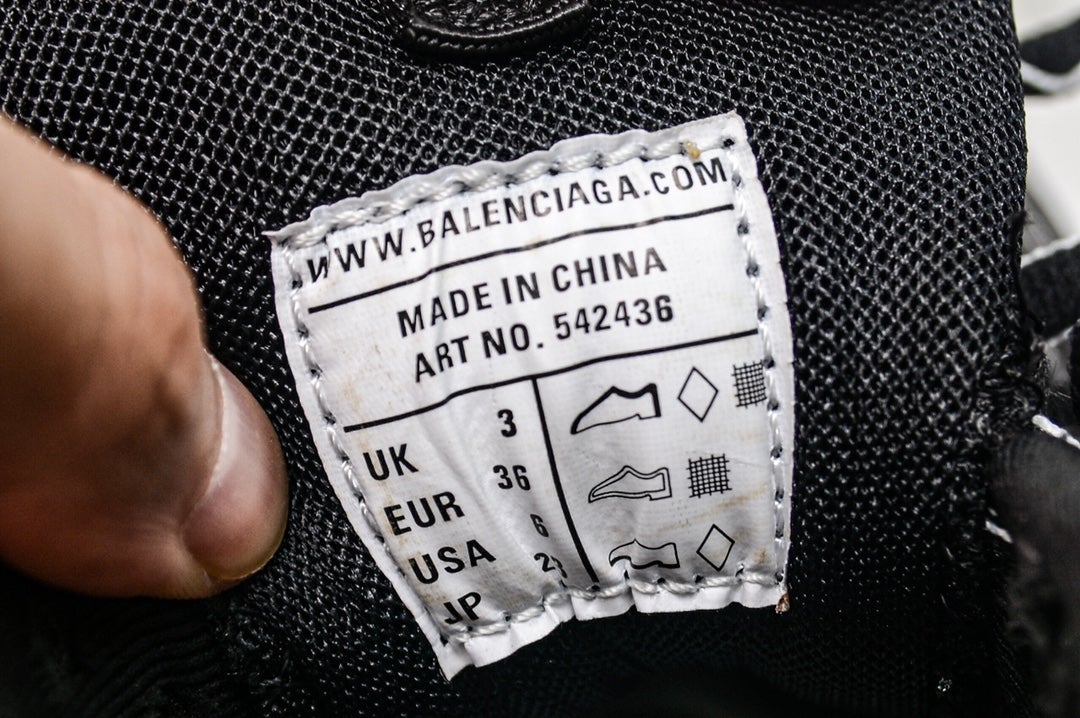 WWW.BALENCIAGA.COM
MADE IN CHINA
ART NO. 542436
UK 3
EUR 36
USA 6
JP